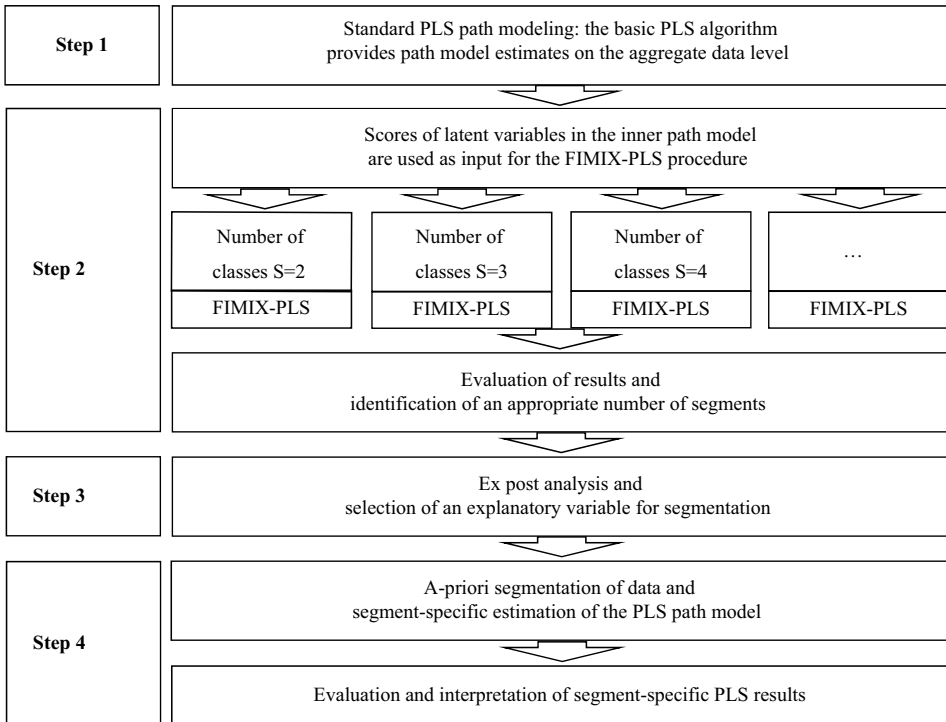 Step 1
Standard PLS path modeling: the basic PLS algorithm
provides path model estimates on the aggregate data level
Step 2
Scores of latent variables in the inner path model
are used as input for the FIMIX-PLS procedure
Number of
classes S=2
FIMIX-PLS
Number of
classes S=3
FIMIX-PLS
Number of
classes S=4
FIMIX-PLS
…
FIMIX-PLS
Evaluation of results and
identification of an appropriate number of segments
Step 3
Ex post analysis and
selection of an explanatory variable for segmentation
Step 4
A-priori segmentation of data and
segment-specific estimation of the PLS path model
Evaluation and interpretation of segment-specific PLS results